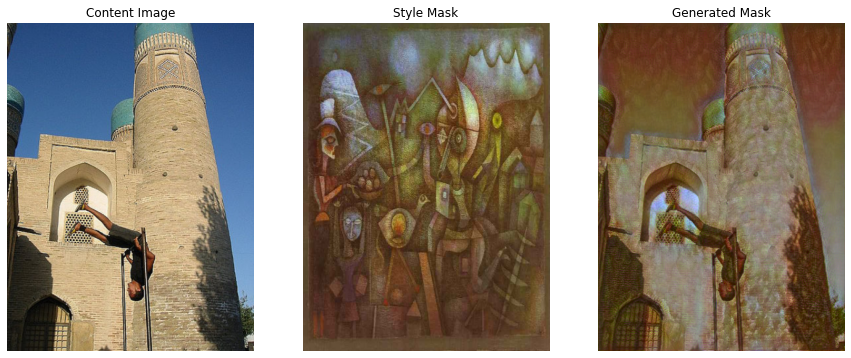 Content Image
Style Mask
Generated Mask